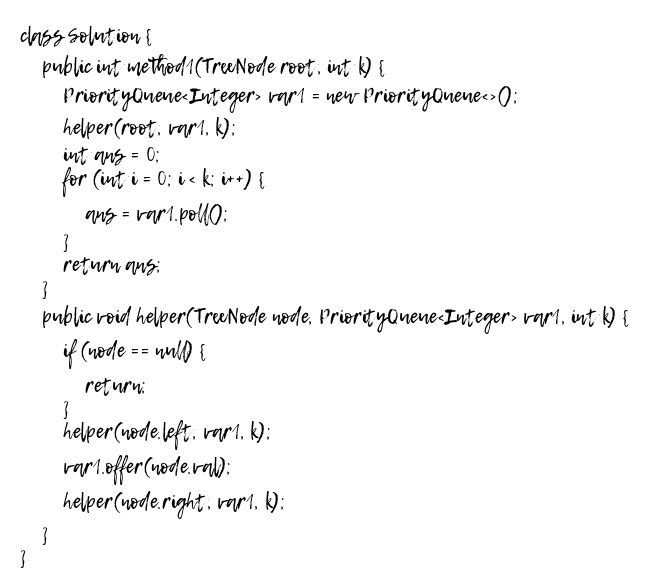 class Solution {
public int method1(TreeNode root, int k) {
PriorityQueue<Integer> var1 = new PriorityQueue<>();
helper(root, var1, k);
int ans = 0;
for (int i = 0; i < k; i++) {
ans = var1.poll();
}
return ans;
}
public void helper(TreeNode node, PriorityQueue<Integer> var1, int k) {
if (node == null) {
return;
}
helper(node.left, var1, k);
var1.offer(node.val);
helper(node.right, var1, k);
}
}